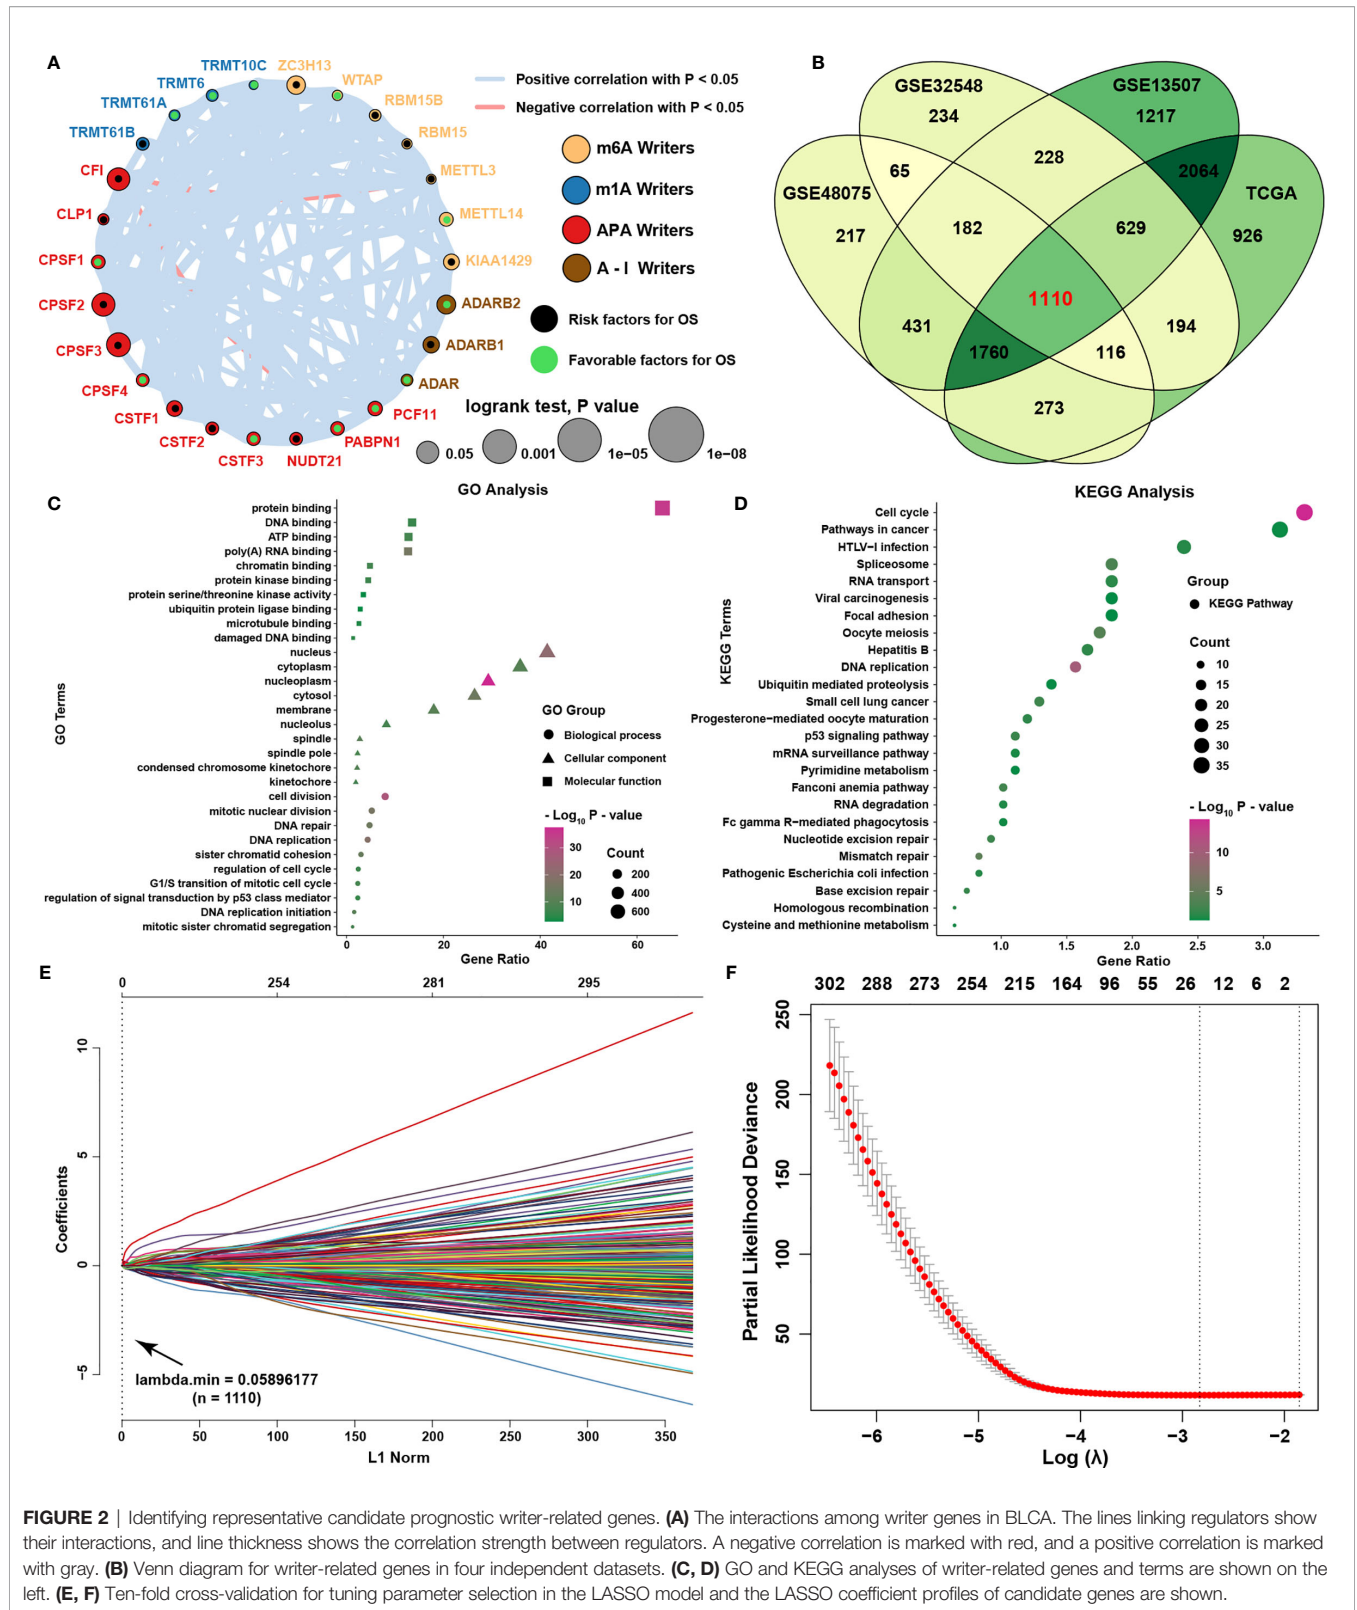 A
TRMT10C
ZC3H13
TRMT6
WTAP
TRMT61A
RBM15B
TRMT61B
RBM15
CFI
METTL3
CLP1
METTL14
CPSF1
KIAA1429
CPSF2
ADARB2
CPSF3
ADARB1
CPSF4
ADAR
CSTF1
PCF11
CSTF2
PABPN1
CSTF3
NUDT21
Positive correlation with P < 0.05
Negative correlation with P < 0.05
m6A Writers
m1A Writers
APA Writers
A - I Writers
Risk factors for OS
Favorable factors for OS
logrank test, P value
0.05
0.001
1e−05
1e−08
B
GSE32548
234
GSE13507
1217
65
228
2064
GSE48075
TCGA
217
182
629
926
1110
431
194
1760
116
273
C
GO Analysis
GO Terms
protein binding
DNA binding
ATP binding
poly(A) RNA binding
chromatin binding
protein kinase binding
protein serine/threonine kinase activity
ubiquitin protein ligase binding
microtubule binding
damaged DNA binding
nucleus
cytoplasm
nucleoplasm
cytosol
membrane
nucleolus
spindle
spindle pole
condensed chromosome kinetochore
kinetochore
cell division
mitotic nuclear division
DNA repair
DNA replication
sister chromatid cohesion
regulation of cell cycle
G1/S transition of mitotic cell cycle
regulation of signal transduction by p53 class mediator
DNA replication initiation
mitotic sister chromatid segregation
GO Group
Biological process
Cellular component
Molecular function
- Log10 P - value
30
20
10
Count
200
400
600
0 20 40 60
Gene Ratio
D
KEGG Analysis
KEGG Terms
Cell cycle
Pathways in cancer
HTLV−I infection
Spliceosome
RNA transport
Viral carcinogenesis
Focal adhesion
Oocyte meiosis
Hepatitis B
DNA replication
Ubiquitin mediated proteolysis
Small cell lung cancer
Progesterone−mediated oocyte maturation
p53 signaling pathway
mRNA surveillance pathway
Pyrimidine metabolism
Fanconi anemia pathway
RNA degradation
Fc gamma R−mediated phagocytosis
Nucleotide excision repair
Mismatch repair
Pathogenic Escherichia coli infection
Base excision repair
Homologous recombination
Cysteine and methionine metabolism
Group
KEGG Pathway
Count
10
15
20
25
30
35
- Log10 P - value
10
5
1.0 1.5 2.0 2.5 3.0
Gene Ratio
E
0 254 281 295
Coefficients
10
5
0
−5
lambda.min = 0.05896177
(n = 1110)
0 50 100 150 200 250 300 350
L1 Norm
F
302 288 273 254 215 164 96 55 26 12 6 2
Partial Likelihood Deviance
250
200
150
100
50
−6 −5 −4 −3 −2
Log (λ)
FIGURE 2 | Identifying representative candidate prognostic writer-related genes. (A) The interactions among writer genes in BLCA. The lines linking regulators show
their interactions, and line thickness shows the correlation strength between regulators. A negative correlation is marked with red, and a positive correlation is marked
with gray. (B) Venn diagram for writer-related genes in four independent datasets. (C, D) GO and KEGG analyses of writer-related genes and terms are shown on the
left. (E, F) Ten-fold cross-validation for tuning parameter selection in the LASSO model and the LASSO coefficient profiles of candidate genes are shown.